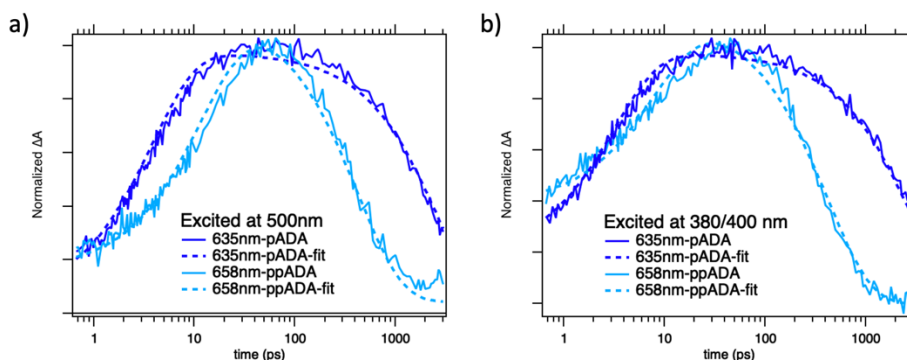 a)
Normalized ΔA
Excited at 500nm
635nm-pADA
635nm-pADA-fit
658nm-ppADA
658nm-ppADA-fit
1
10
100
1000
time (ps)
b)
Normalized ΔA
Excited at 380/400 nm
635nm-pADA
635nm-pADA-fit
658nm-ppADA
658nm-ppADA-fit
1
10
100
1000
time (ps)